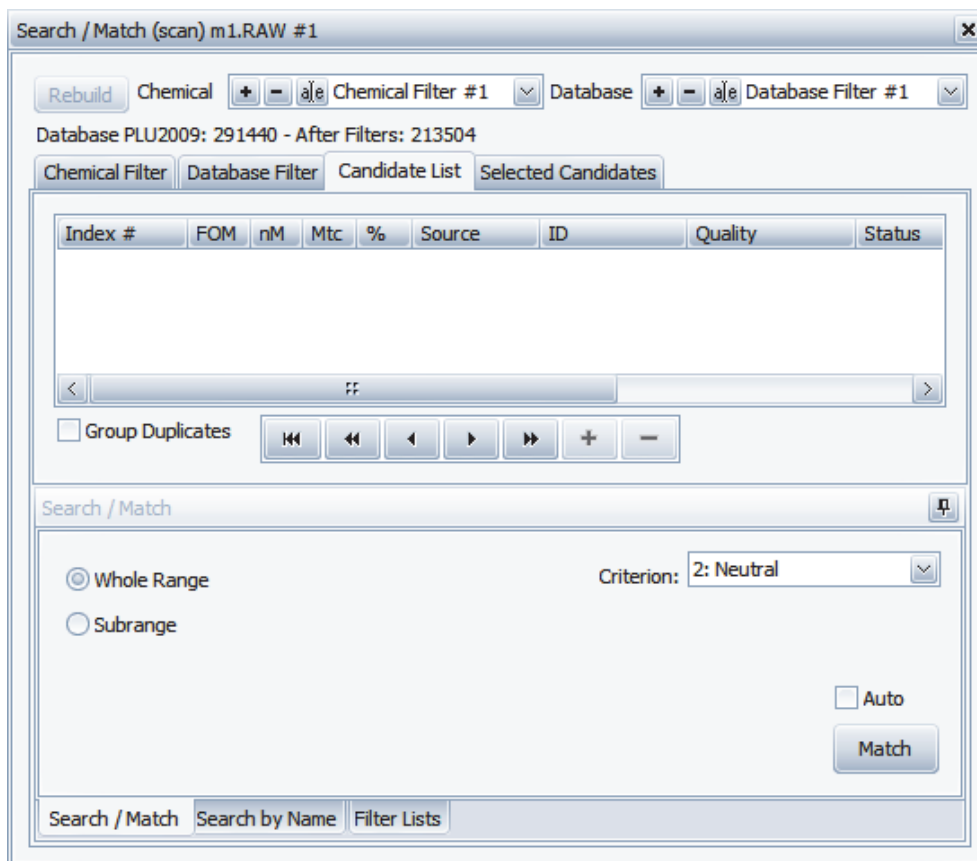 Search / Match (scan) m1.RAW #1
Rebuild Chemical + - a|e Chemical Filter #1 Database + - a|e Database Filter #1
Database PLU2009: 291440 - After Filters: 213504
Chemical Filter Database Filter Candidate List Selected Candidates
Index # FOM nM Mtc % Source ID Quality Status
Group Duplicates
Search / Match
Whole Range Criterion: 2: Neutral
Subrange
Auto
Match
Search / Match Search by Name Filter Lists